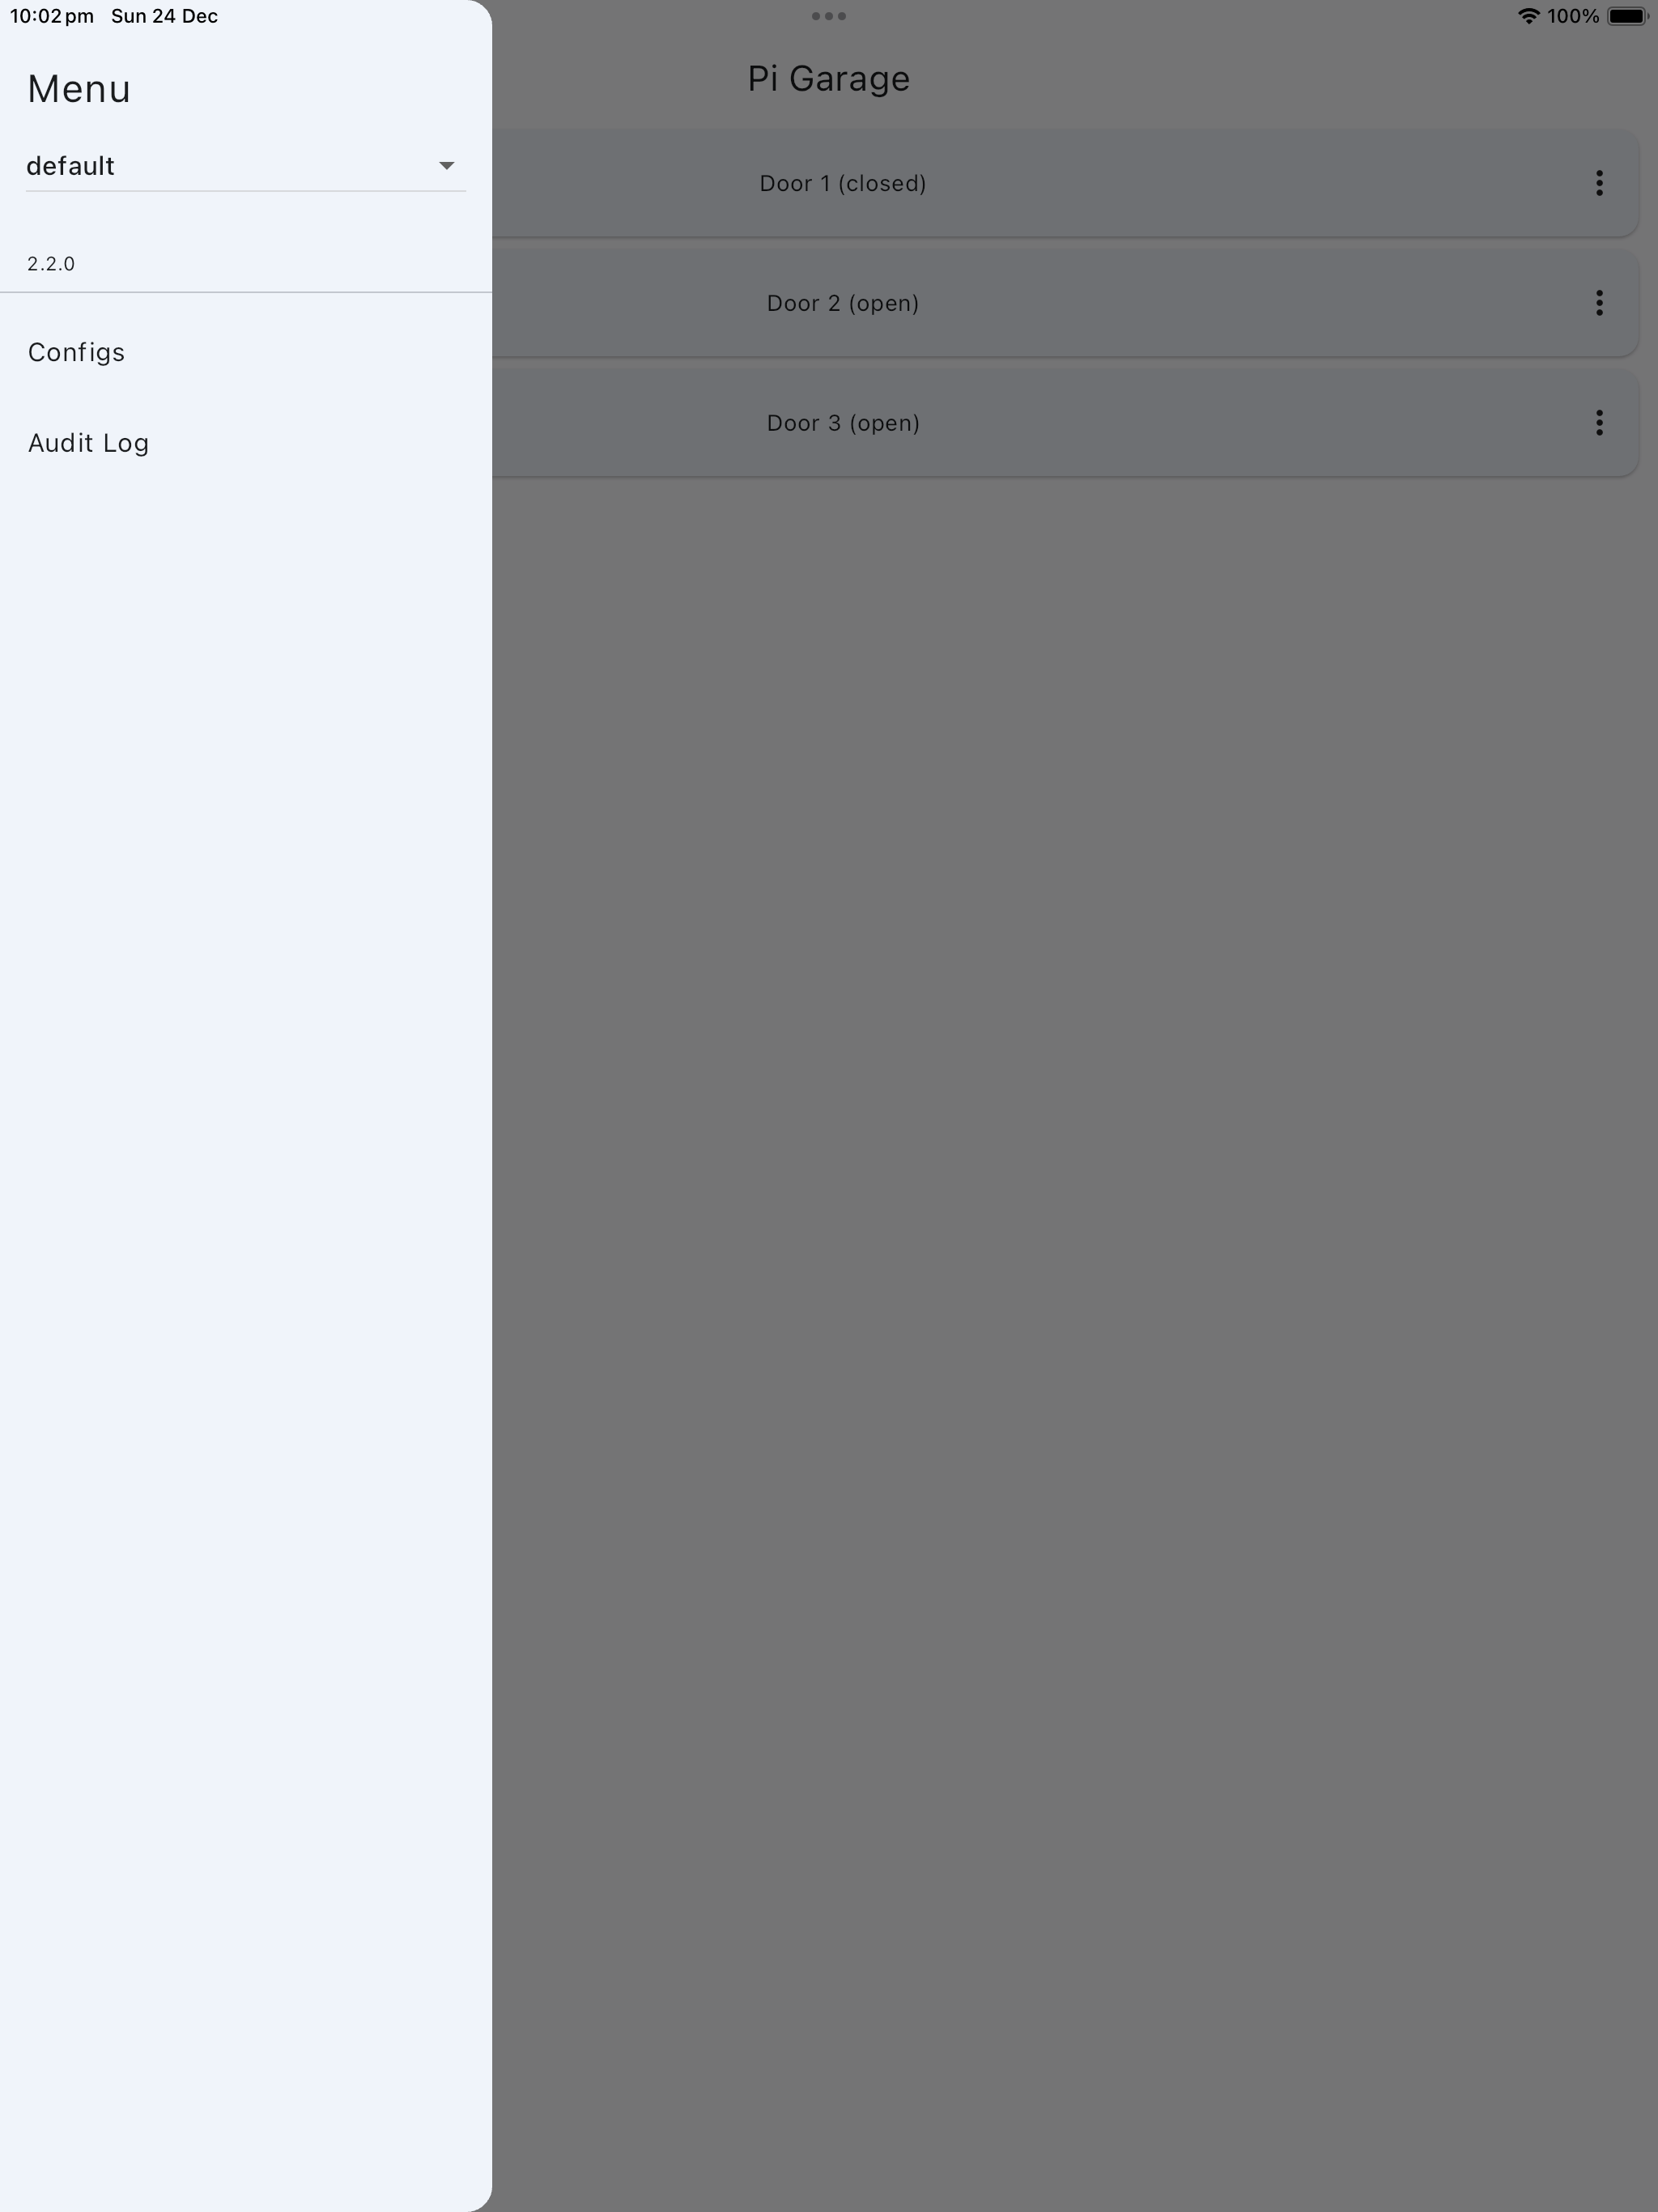 10:02 pm Sun 24 Dec
100%
Menu
default
2.2.0
Configs
Audit Log
Pi Garage
Door 1 (closed)
Door 2 (open)
Door 3 (open)